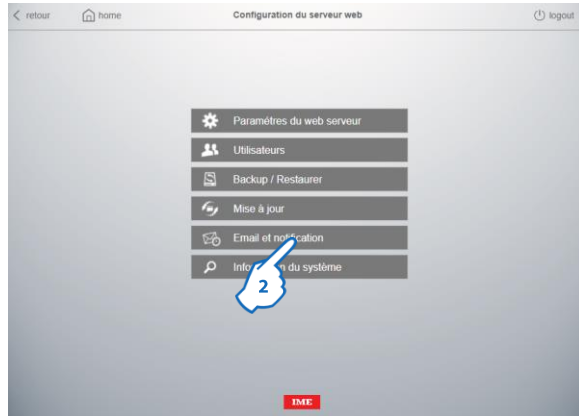 retour home Configuration du serveur web logout
Paramètres du web serveur
Utilisateurs
Backup / Restaurer
Mise à jour
Email et notification
du système
2
IME